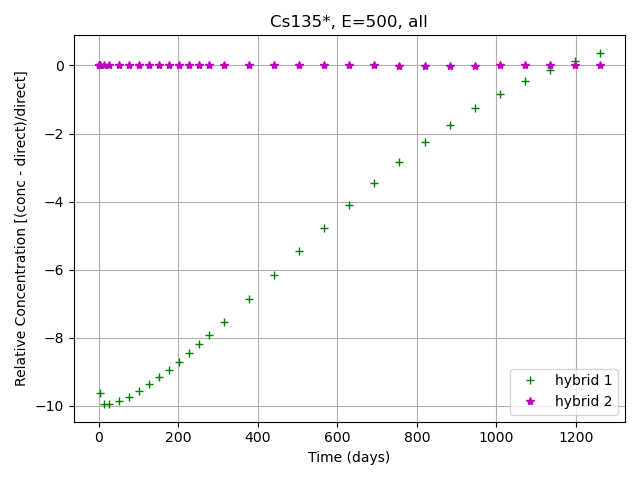 Cs135*, E=500, all
Relative Concentration [(conc - direct)/direct]
0
−2
−4
−6
−8
−10
hybrid 1
hybrid 2
0 200 400 600 800 1000 1200
Time (days)